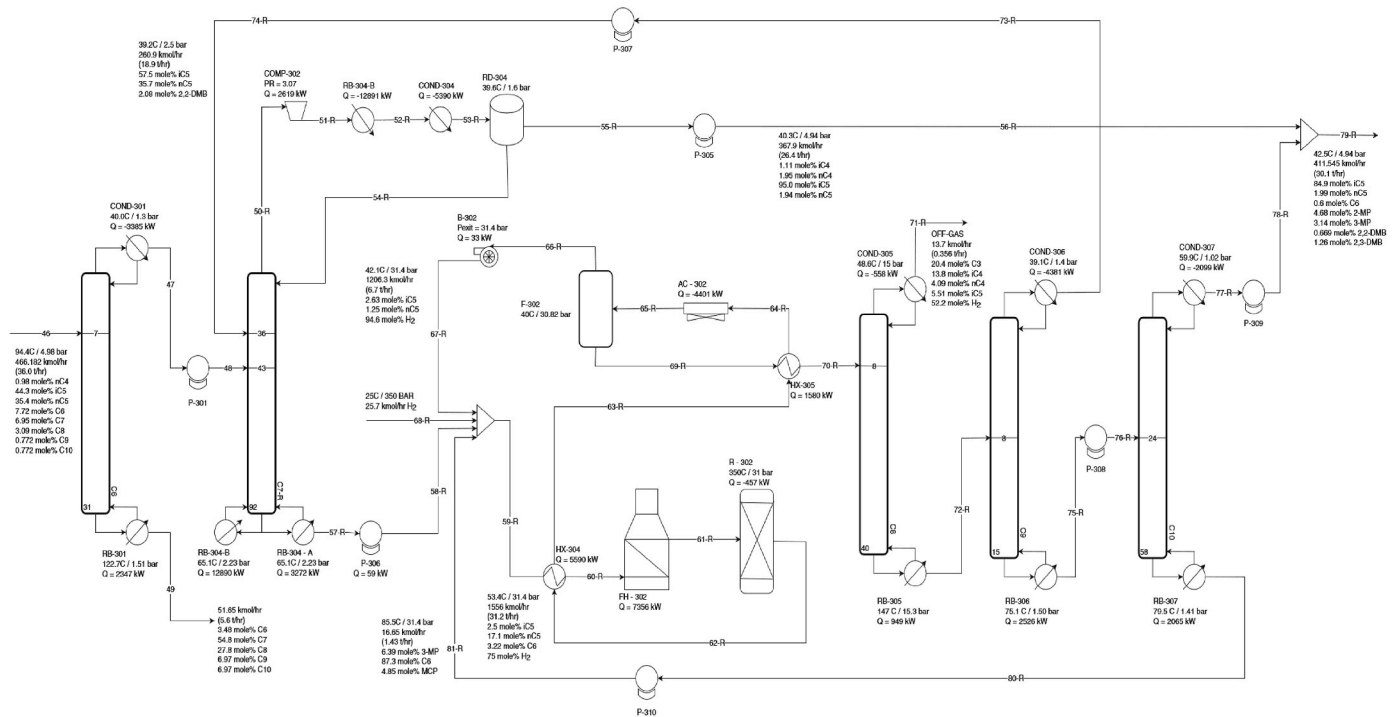 74-R
73-R
P-307
39.2C / 2.5 bar
260.9 kmol/hr
(18.9 t/hr)
57.5 mole% iC5
35.7 mole% nC5
2.08 mole% 2,2-DMB
COMP-302
PR = 3.07
Q = 2619 kW
RB-304-B
Q = -12891 kW
COND-304
Q = -5390 kW
RD-304
39.6C / 1.6 bar
51-R
52-R
53-R
55-R
P-305
56-R
79-R
40.3C / 4.94 bar
367.9 kmol/hr
(26.4 t/hr)
1.11 mole% iC4
1.95 mole% nC4
95.0 mole% iC5
1.94 mole% nC5
42.5C / 4.94 bar
411.545 kmol/hr
(30.1 t/hr)
84.9 mole% iC5
1.99 mole% nC5
0.6 mole% C6
4.68 mole% 2-MP
3.14 mole% 3-MP
0.669 mole% 2,2-DMB
1.26 mole% 2,3-DMB
50-R
54-R
COND-301
40.0C / 1.3 bar
Q = -3385 kW
47
B-302
Pexit = 31.4 bar
Q = 33 kW
66-R
71-R
OFF-GAS
13.7 kmol/hr
(0.356 t/hr)
20.4 mole% C3
13.8 mole% iC4
4.09 mole% nC4
5.51 mole% iC5
52.2 mole% H2
78-R
COND-305
48.6C / 15 bar
Q = -558 kW
COND-306
39.1C / 1.4 bar
Q = -4381 kW
COND-307
59.9C / 1.02 bar
Q = -2099 kW
77-R
P-309
42.1C / 31.4 bar
1206.3 kmol/hr
(6.7 t/hr)
2.63 mole% iC5
1.25 mole% nC5
94.6 mole% H2
67-R
F-302
40C / 30.82 bar
AC - 302
Q = -4401 kW
65-R
64-R
46
7
36
43
48
P-301
94.4C / 4.98 bar
466.182 kmol/hr
(36.0 t/hr)
0.98 mole% nC4
44.3 mole% iC5
35.4 mole% nC5
7.72 mole% C6
6.95 mole% C7
3.09 mole% C8
0.772 mole% C9
0.772 mole% C10
69-R
70-R
8
HX-305
Q = 1580 kW
25C / 350 BAR
25.7 kmol/hr H2
68-R
63-R
8
76-R
24
P-308
58-R
59-R
R - 302
350C / 31 bar
Q = -457 kW
61-R
72-R
75-R
31
C6
92
C7-R
40
C8
15
C9
58
C10
RB-301
122.7C / 1.51 bar
Q = 2347 kW
49
RB-304-B
65.1C / 2.23 bar
Q = 12890 kW
RB-304 - A
65.1C / 2.23 bar
Q = 3272 kW
57-R
P-306
Q = 59 kW
HX-304
Q = 5590 kW
60-R
FH - 302
Q = 7356 kW
RB-305
147 C / 15.3 bar
Q = 949 kW
RB-306
75.1 C / 1.50 bar
Q = 2526 kW
RB-307
79.5 C / 1.41 bar
Q = 2065 kW
51.65 kmol/hr
(5.6 t/hr)
3.48 mole% C6
54.8 mole% C7
27.8 mole% C8
6.97 mole% C9
6.97 mole% C10
85.5C / 31.4 bar
16.65 kmol/hr
(1.43 t/hr)
6.39 mole% 3-MP
87.3 mole% C6
4.85 mole% MCP
81-R
53.4C / 31.4 bar
1556 kmol/hr
(31.2 t/hr)
2.5 mole% iC5
17.1 mole% nC5
3.22 mole% C6
75 mole% H2
62-R
80-R
P-310